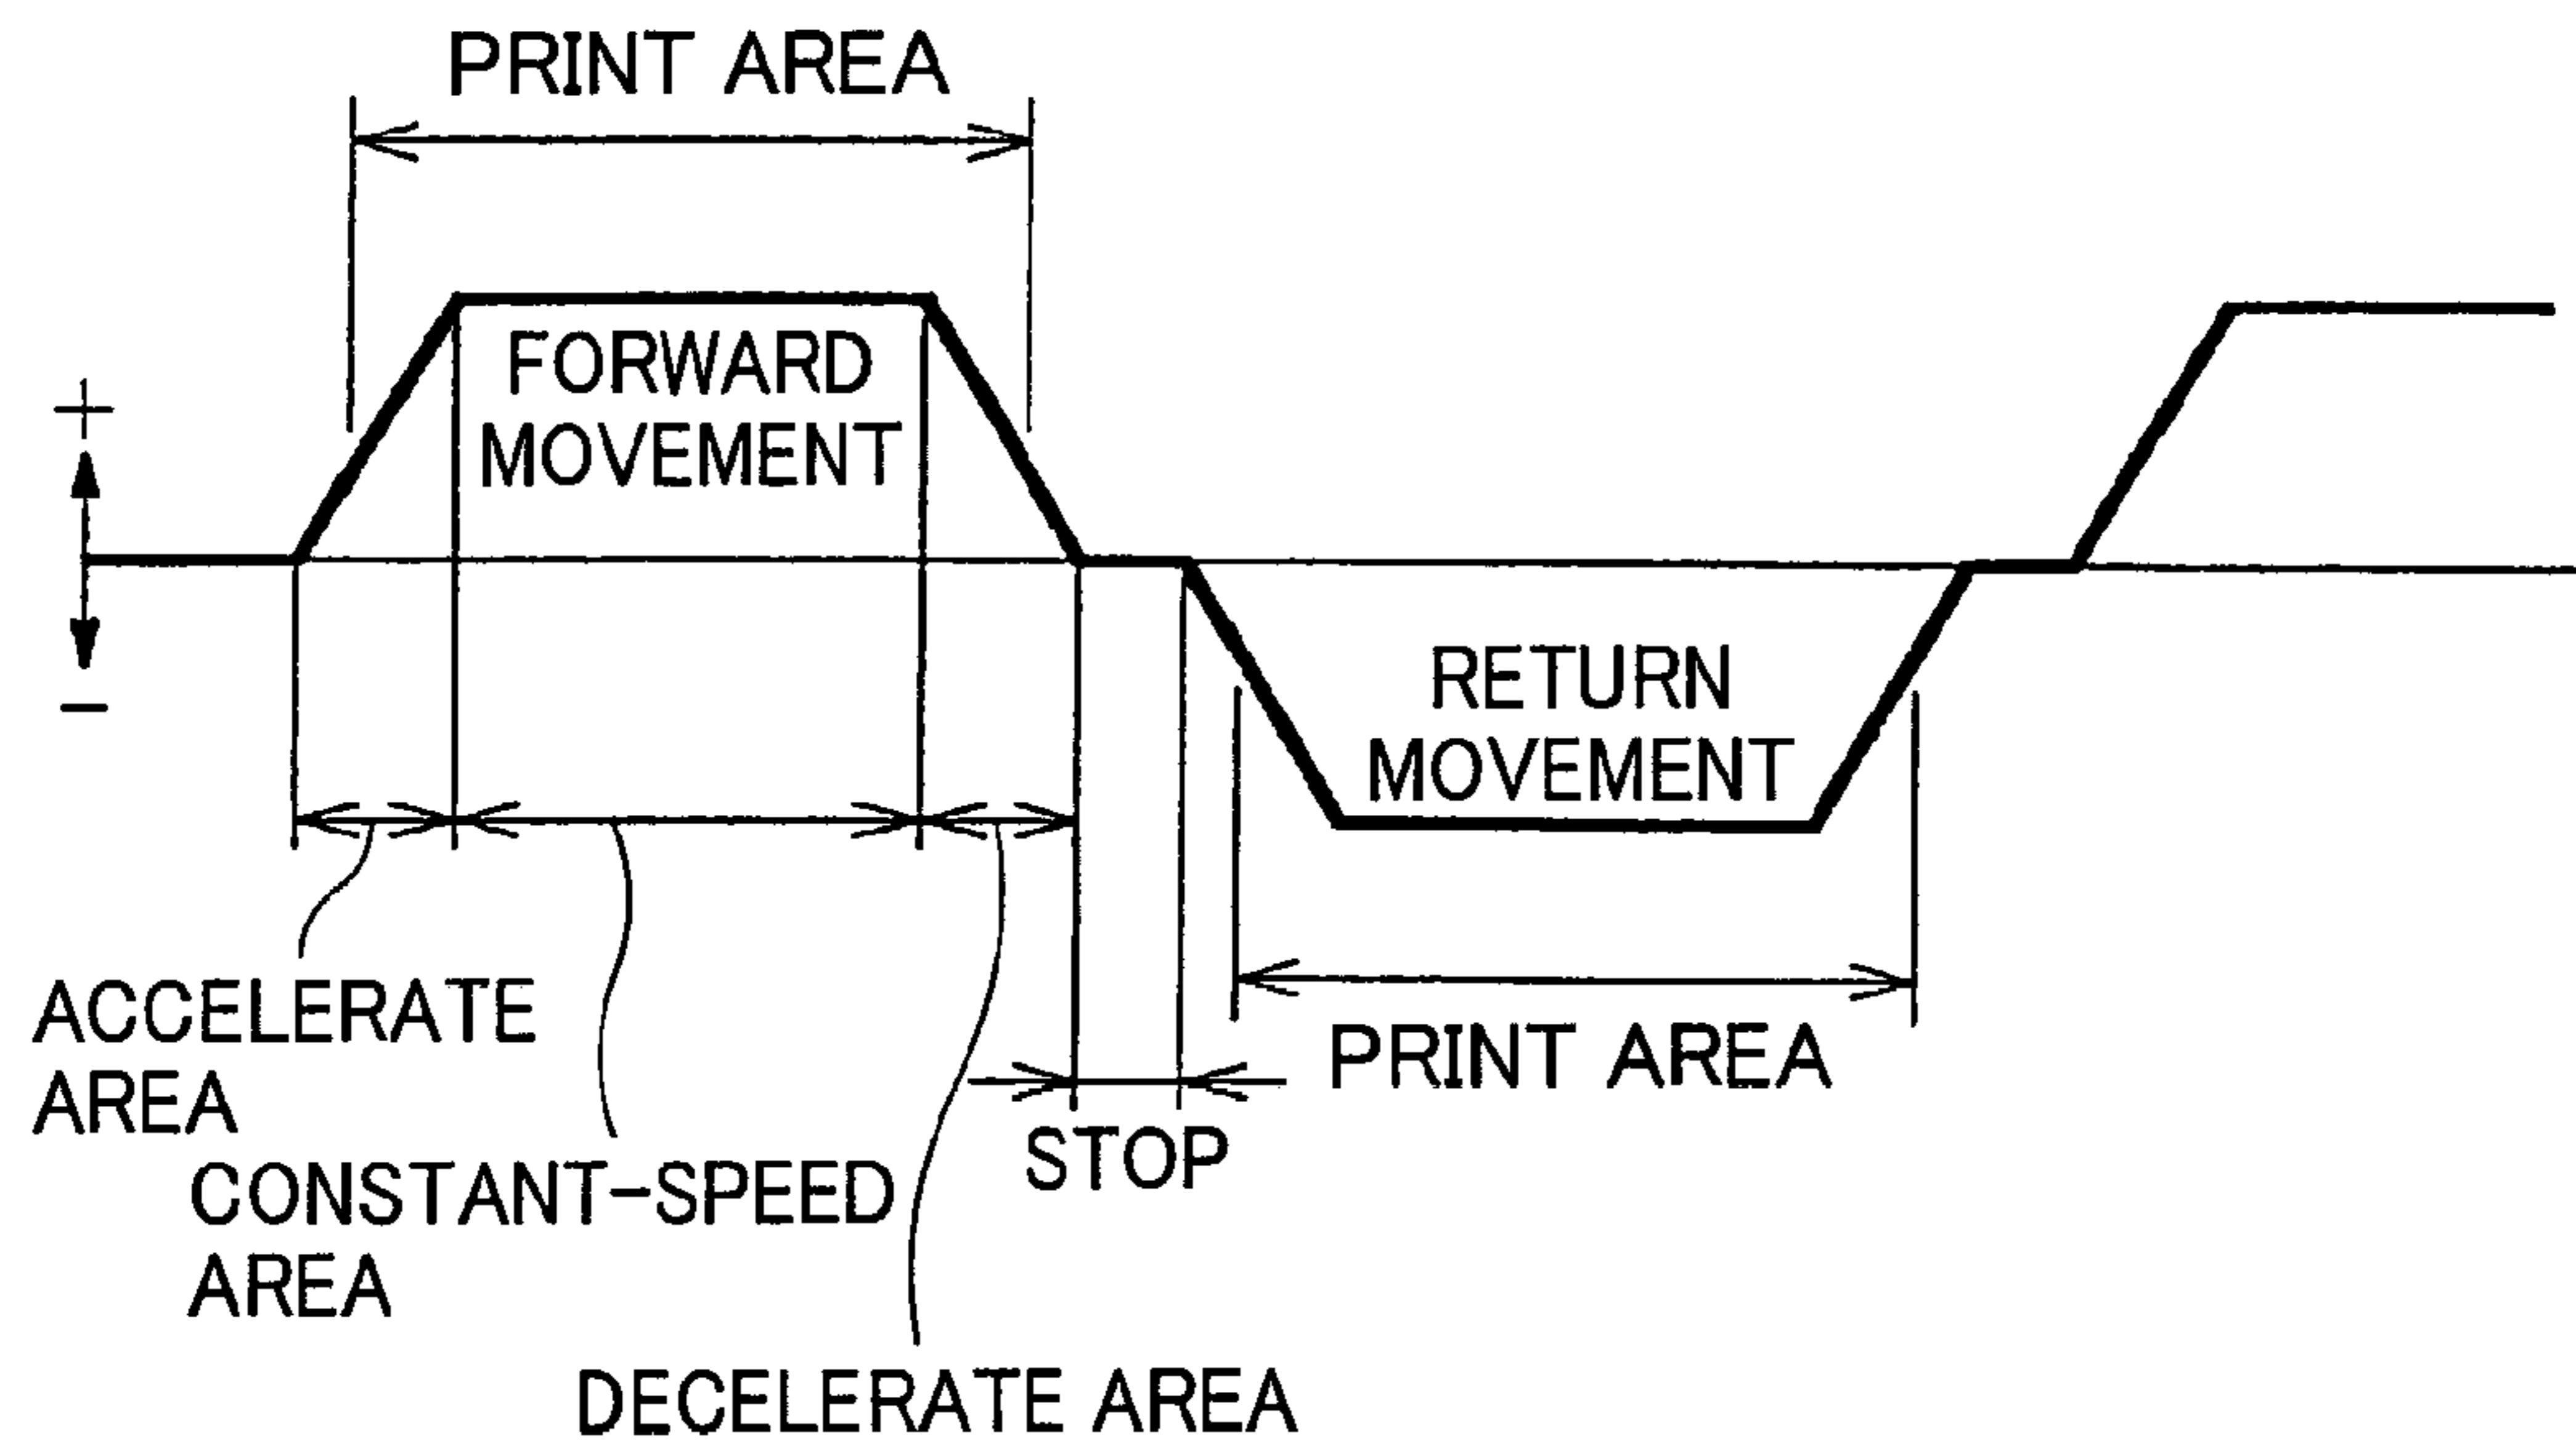 PRINT AREA
FORWARD
MOVEMENT
+
−
RETURN
MOVEMENT
ACCELERATE
AREA
PRINT AREA
STOP
CONSTANT-SPEED
AREA
DECELERATE AREA